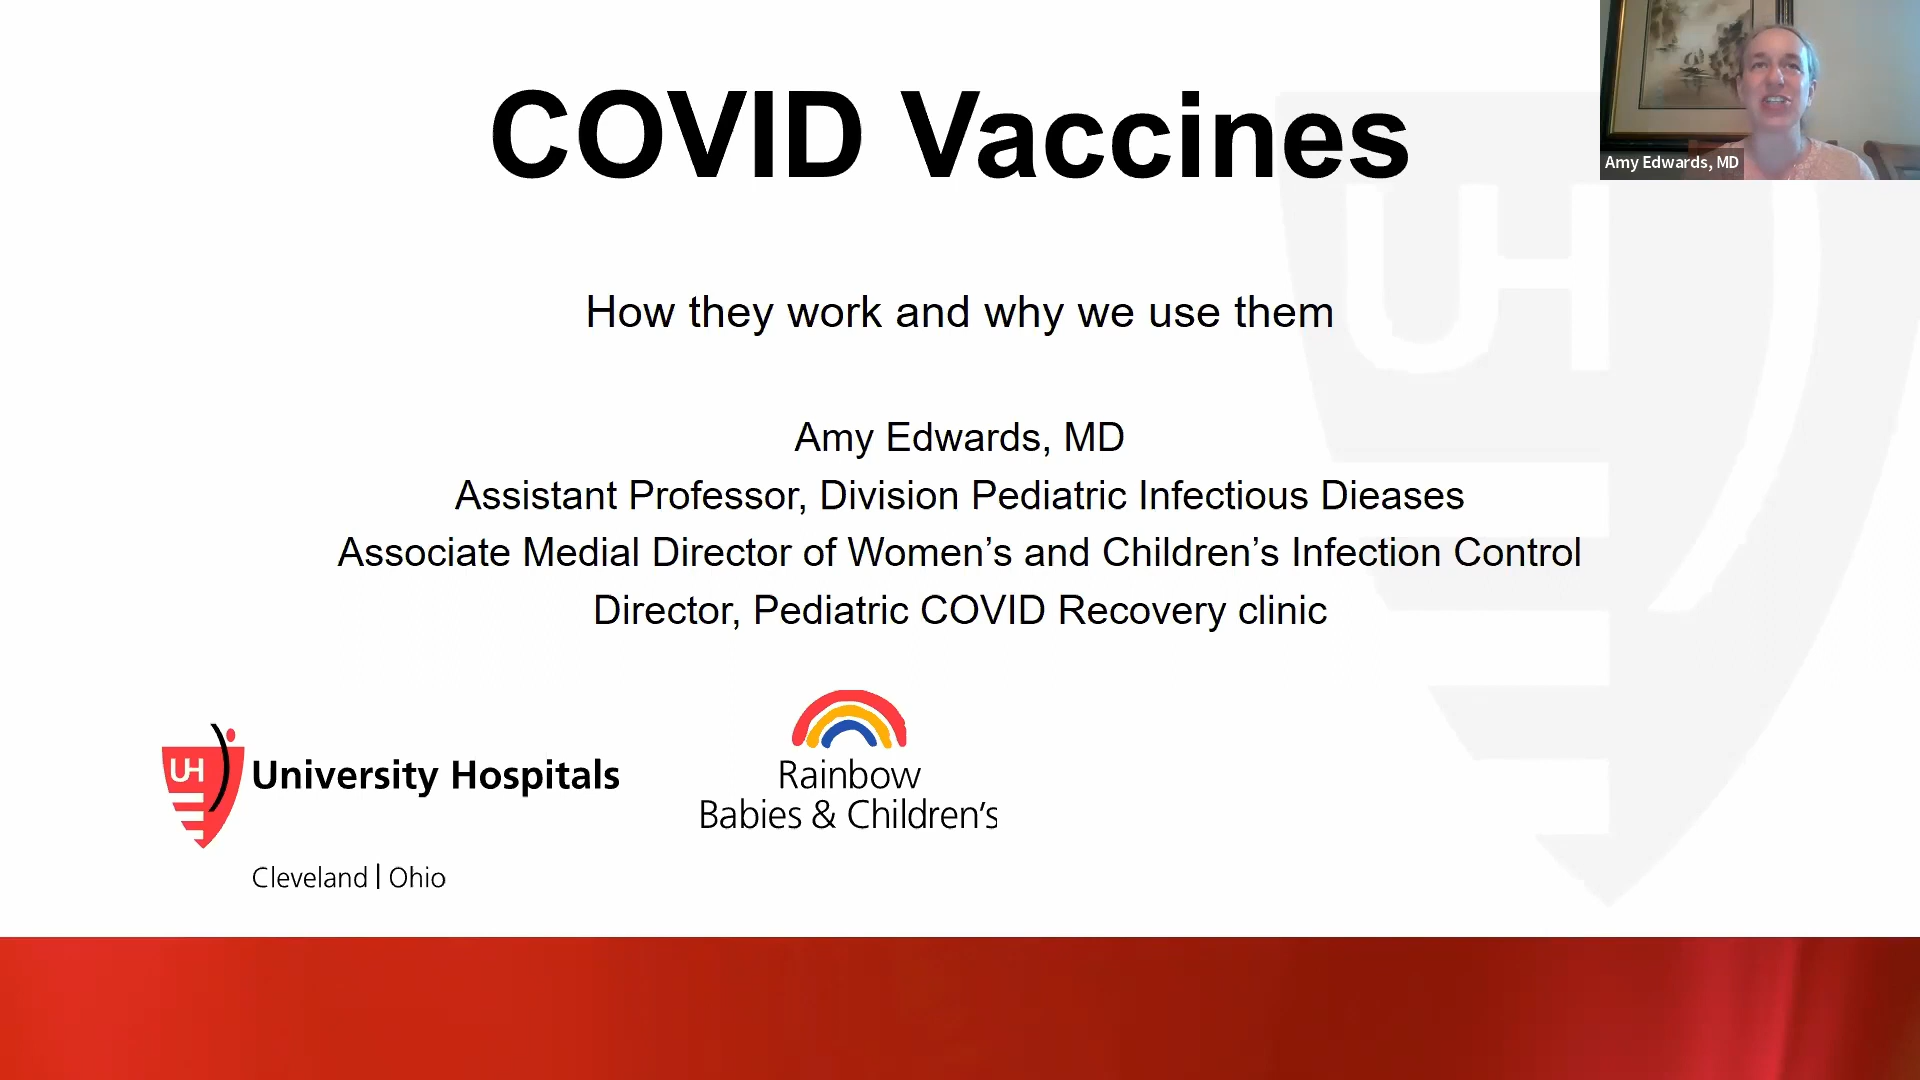 COVID Vaccines
Amy Edwards, MD
UH
How they work and why we use them
Amy Edwards, MD
Assistant Professor, Division Pediatric Infectious Dieases
Associate Medial Director of Women’s and Children’s Infection Control
Director, Pediatric COVID Recovery clinic
UH University Hospitals
Cleveland | Ohio
Rainbow
Babies & Children’s